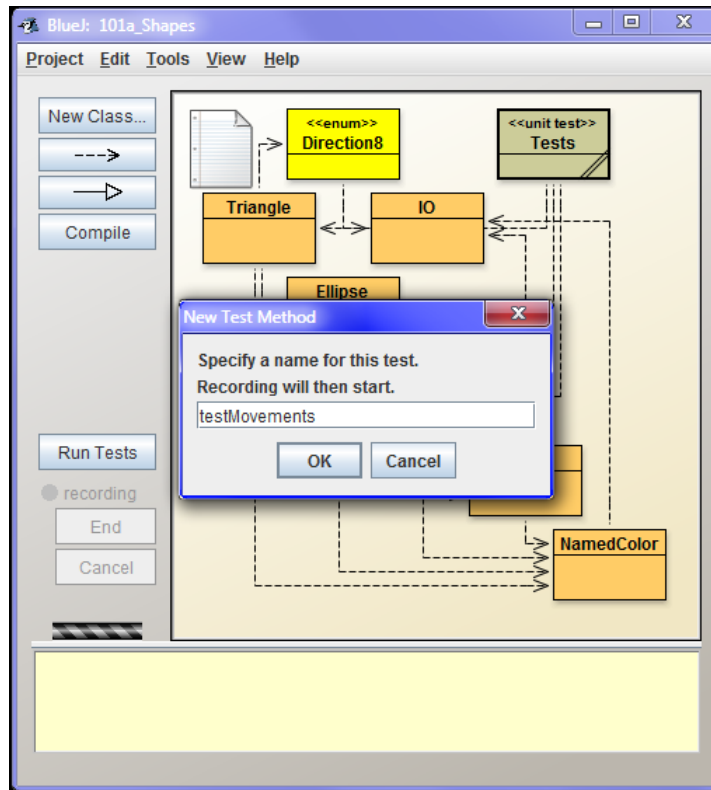 BlueJ: 101a_Shapes
Project Edit Tools View Help
New Class...
Compile
<<enum>>
Direction8
<<unit test>>
Tests
Triangle
IO
Ellipse
New Test Method
Specify a name for this test.
Recording will then start.
testMovements
OK Cancel
Run Tests
recording
End
Cancel
NamedColor